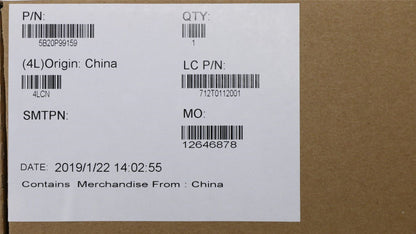 P/N: QTY:
5B20P99159 1
(4L)Origin: China LC P/N:
4LCN 712T0112001
SMTPN: MO:
12646878
DATE: 2019/1/22 14:02:55
Contains Merchandise From : China